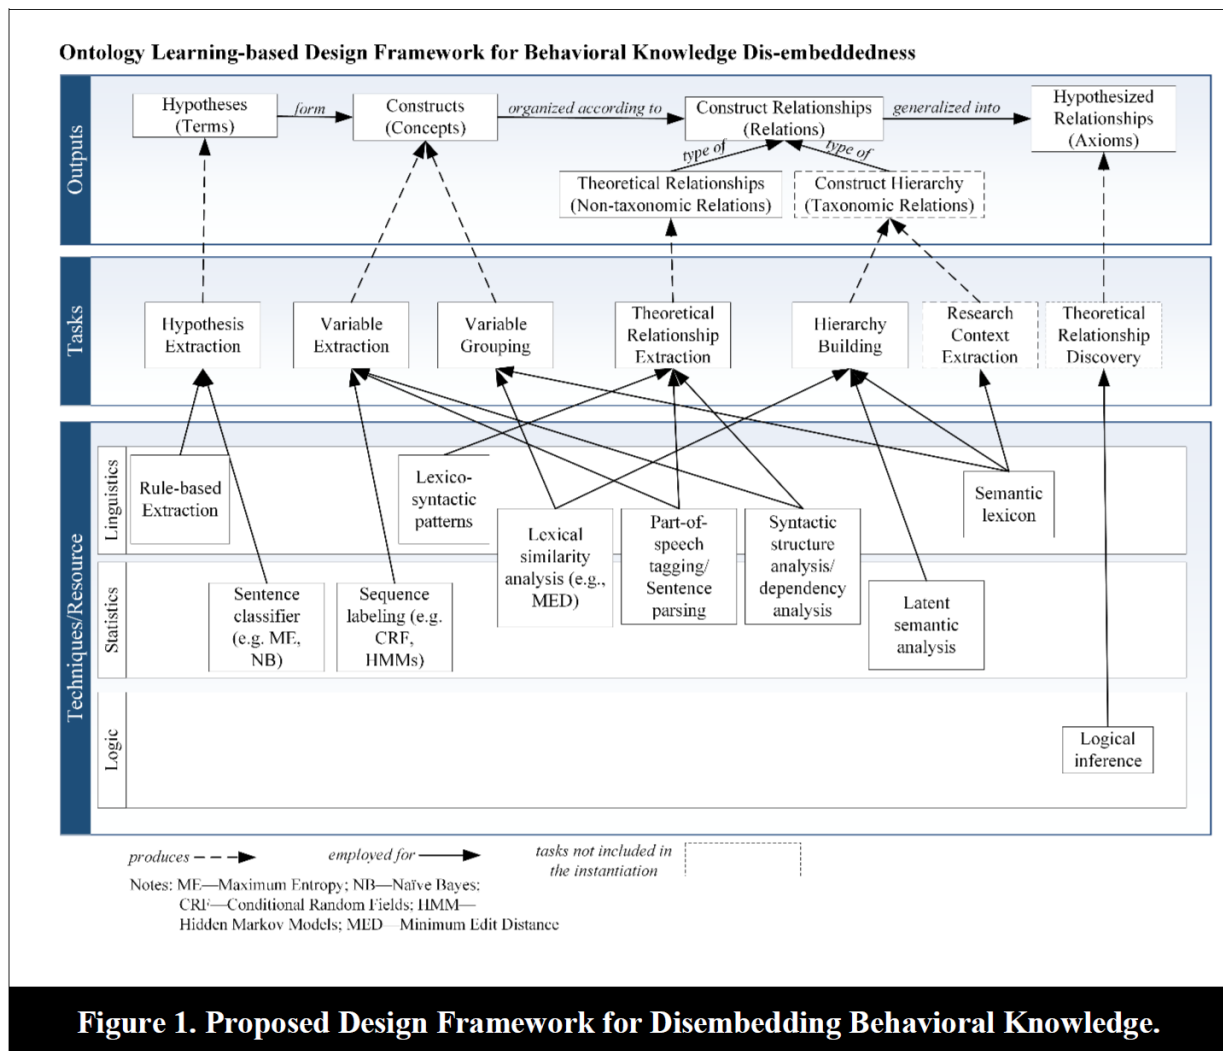 Ontology Learning-based Design Framework for Behavioral Knowledge Dis-embeddedness
Outputs
Hypotheses
(Terms)
form
Constructs
(Concepts)
organized according to
Construct Relationships
(Relations)
generalized into
Hypothesized
Relationships
(Axioms)
type of
type of
Theoretical Relationships
(Non-taxonomic Relations)
Construct Hierarchy
(Taxonomic Relations)
Tasks
Hypothesis
Extraction
Variable
Extraction
Variable
Grouping
Theoretical
Relationship
Extraction
Hierarchy
Building
Research
Context
Extraction
Theoretical
Relationship
Discovery
Techniques/Resource
Linguistics
Rule-based
Extraction
Lexico-
syntactic
patterns
Lexical
similarity
analysis (e.g.,
MED)
Part-of-
speech
tagging/
Sentence
parsing
Syntactic
structure
analysis/
dependency
analysis
Semantic
lexicon
Statistics
Sentence
classifier
(e.g. ME,
NB)
Sequence
labeling (e.g.
CRF,
HMMs)
Latent
semantic
analysis
Logic
Logical
inference
produces
employed for
tasks not included in
the instantiation
Notes: ME—Maximum Entropy; NB—Naïve Bayes;
CRF—Conditional Random Fields; HMM—
Hidden Markov Models; MED—Minimum Edit Distance
Figure 1. Proposed Design Framework for Disembedding Behavioral Knowledge.